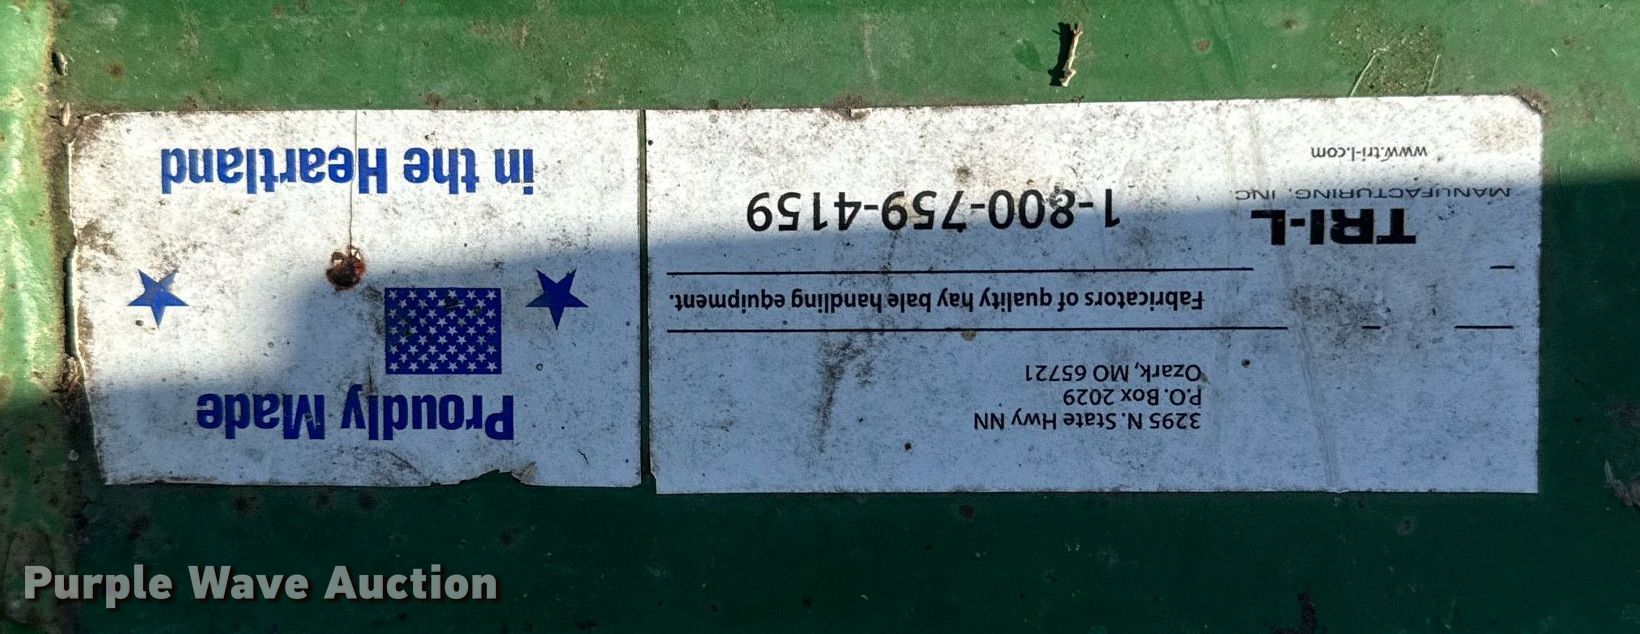 3295 N. State Hwy NN
P.O. Box 2029
Ozark, MO 65721
Fabricators of quality hay bale handling equipment.
TRI-L
MANUFACTURING, INC.
1-800-759-4159
www.tri-l.com
Proudly Made
in the Heartland
Purple Wave Auction